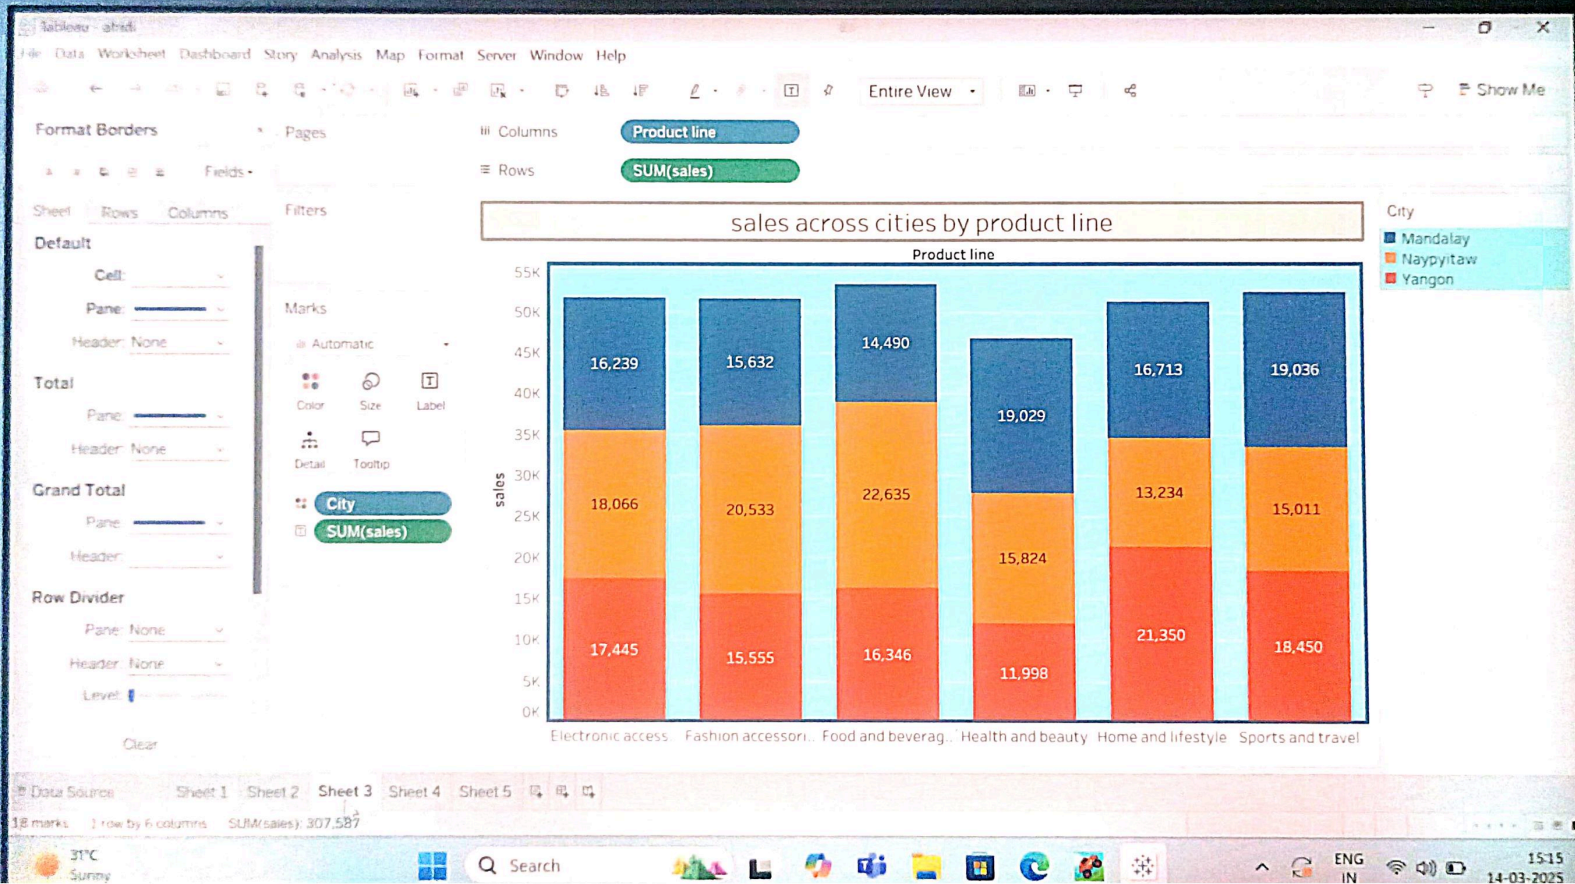 Tableau - abidi
File Data Worksheet Dashboard Story Analysis Map Format Server Window Help
Entire View
Show Me
Format Borders
Fields
Sheet Rows Columns
Default
Cell:
Pane:
Header: None
Total
Pane:
Header: None
Grand Total
Pane:
Header:
Row Divider
Pane: None
Header: None
Level:
Clear
Pages
Filters
Marks
Automatic
Color Size Label
Detail Tooltip
City
SUM(sales)
Columns Product line
Rows SUM(sales)
sales across cities by product line
Product line
sales
55K
50K
45K
40K
35K
30K
25K
20K
15K
10K
5K
0K
16,239 15,632 14,490 19,029 16,713 19,036
18,066 20,533 22,635 15,824 13,234 15,011
17,445 15,555 16,346 11,998 21,350 18,450
Electronic access.. Fashion accessori.. Food and beverag.. Health and beauty Home and lifestyle Sports and travel
City
Mandalay
Naypyitaw
Yangon
Data Source Sheet 1 Sheet 2 Sheet 3 Sheet 4 Sheet 5
18 marks 1 row by 6 columns SUM(sales): 307,587
31°C
Sunny
Search
ENG
IN
15:15
14-03-2025